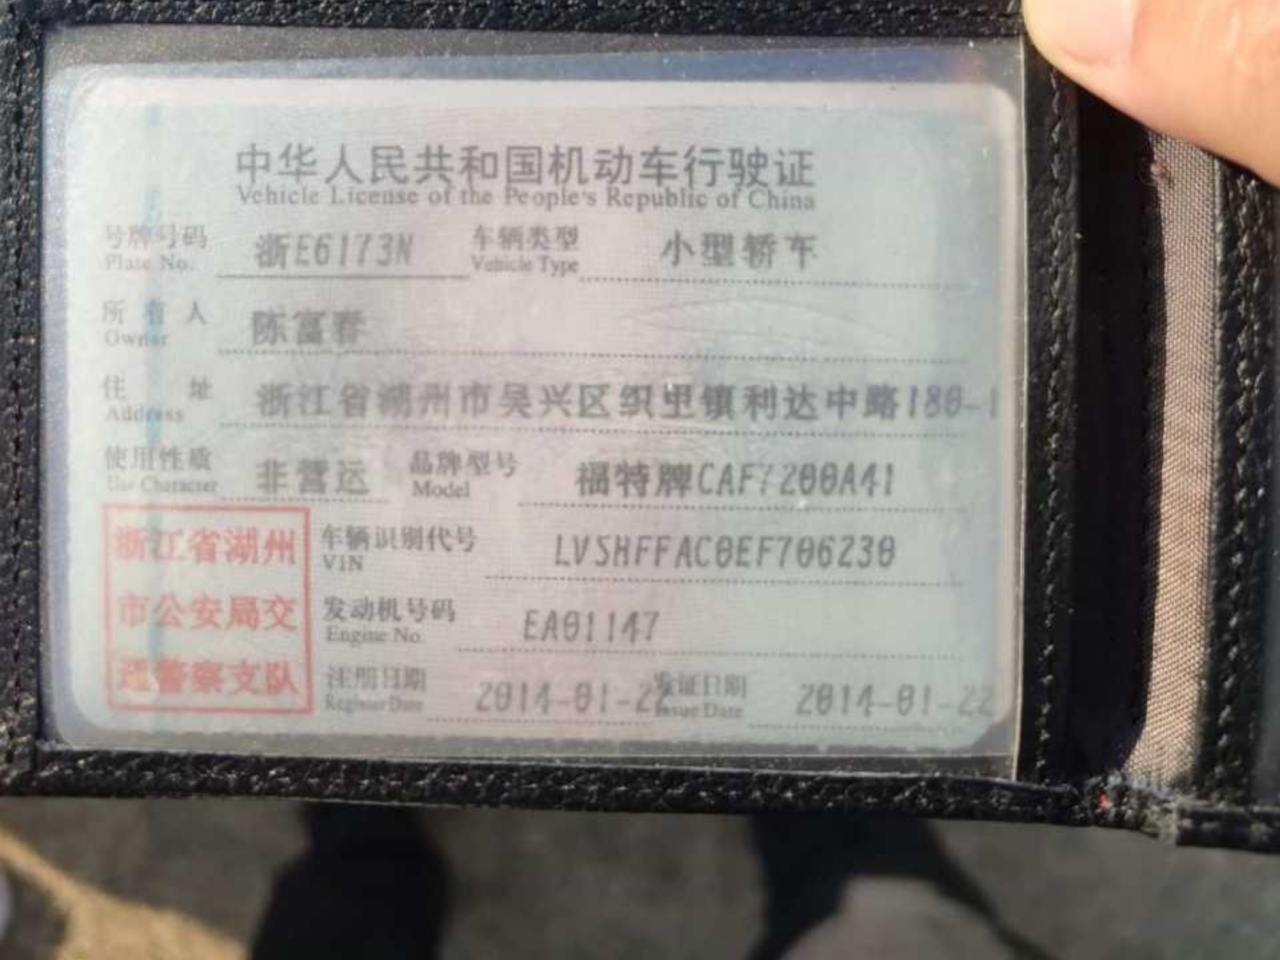 中华人民共和国机动车行驶证
Vehicle License of the People's Republic of China
号牌号码 浙E6173N 车辆类型 小型轿车
Plate No. Vehicle Type
所有人 陈富春
Owner
住址 浙江省湖州市吴兴区织里镇利达中路180-1
Address
使用性质 非营运 品牌型号 福特牌CAF7200A41
Use Character Model
浙江省湖州
市公安局交
通警察支队
车辆识别代号 LVSHFFAC0EF706230
VIN
发动机号码 EA01147
Engine No.
注册日期 2014-01-22 发证日期 2014-01-22
Register Date Issue Date